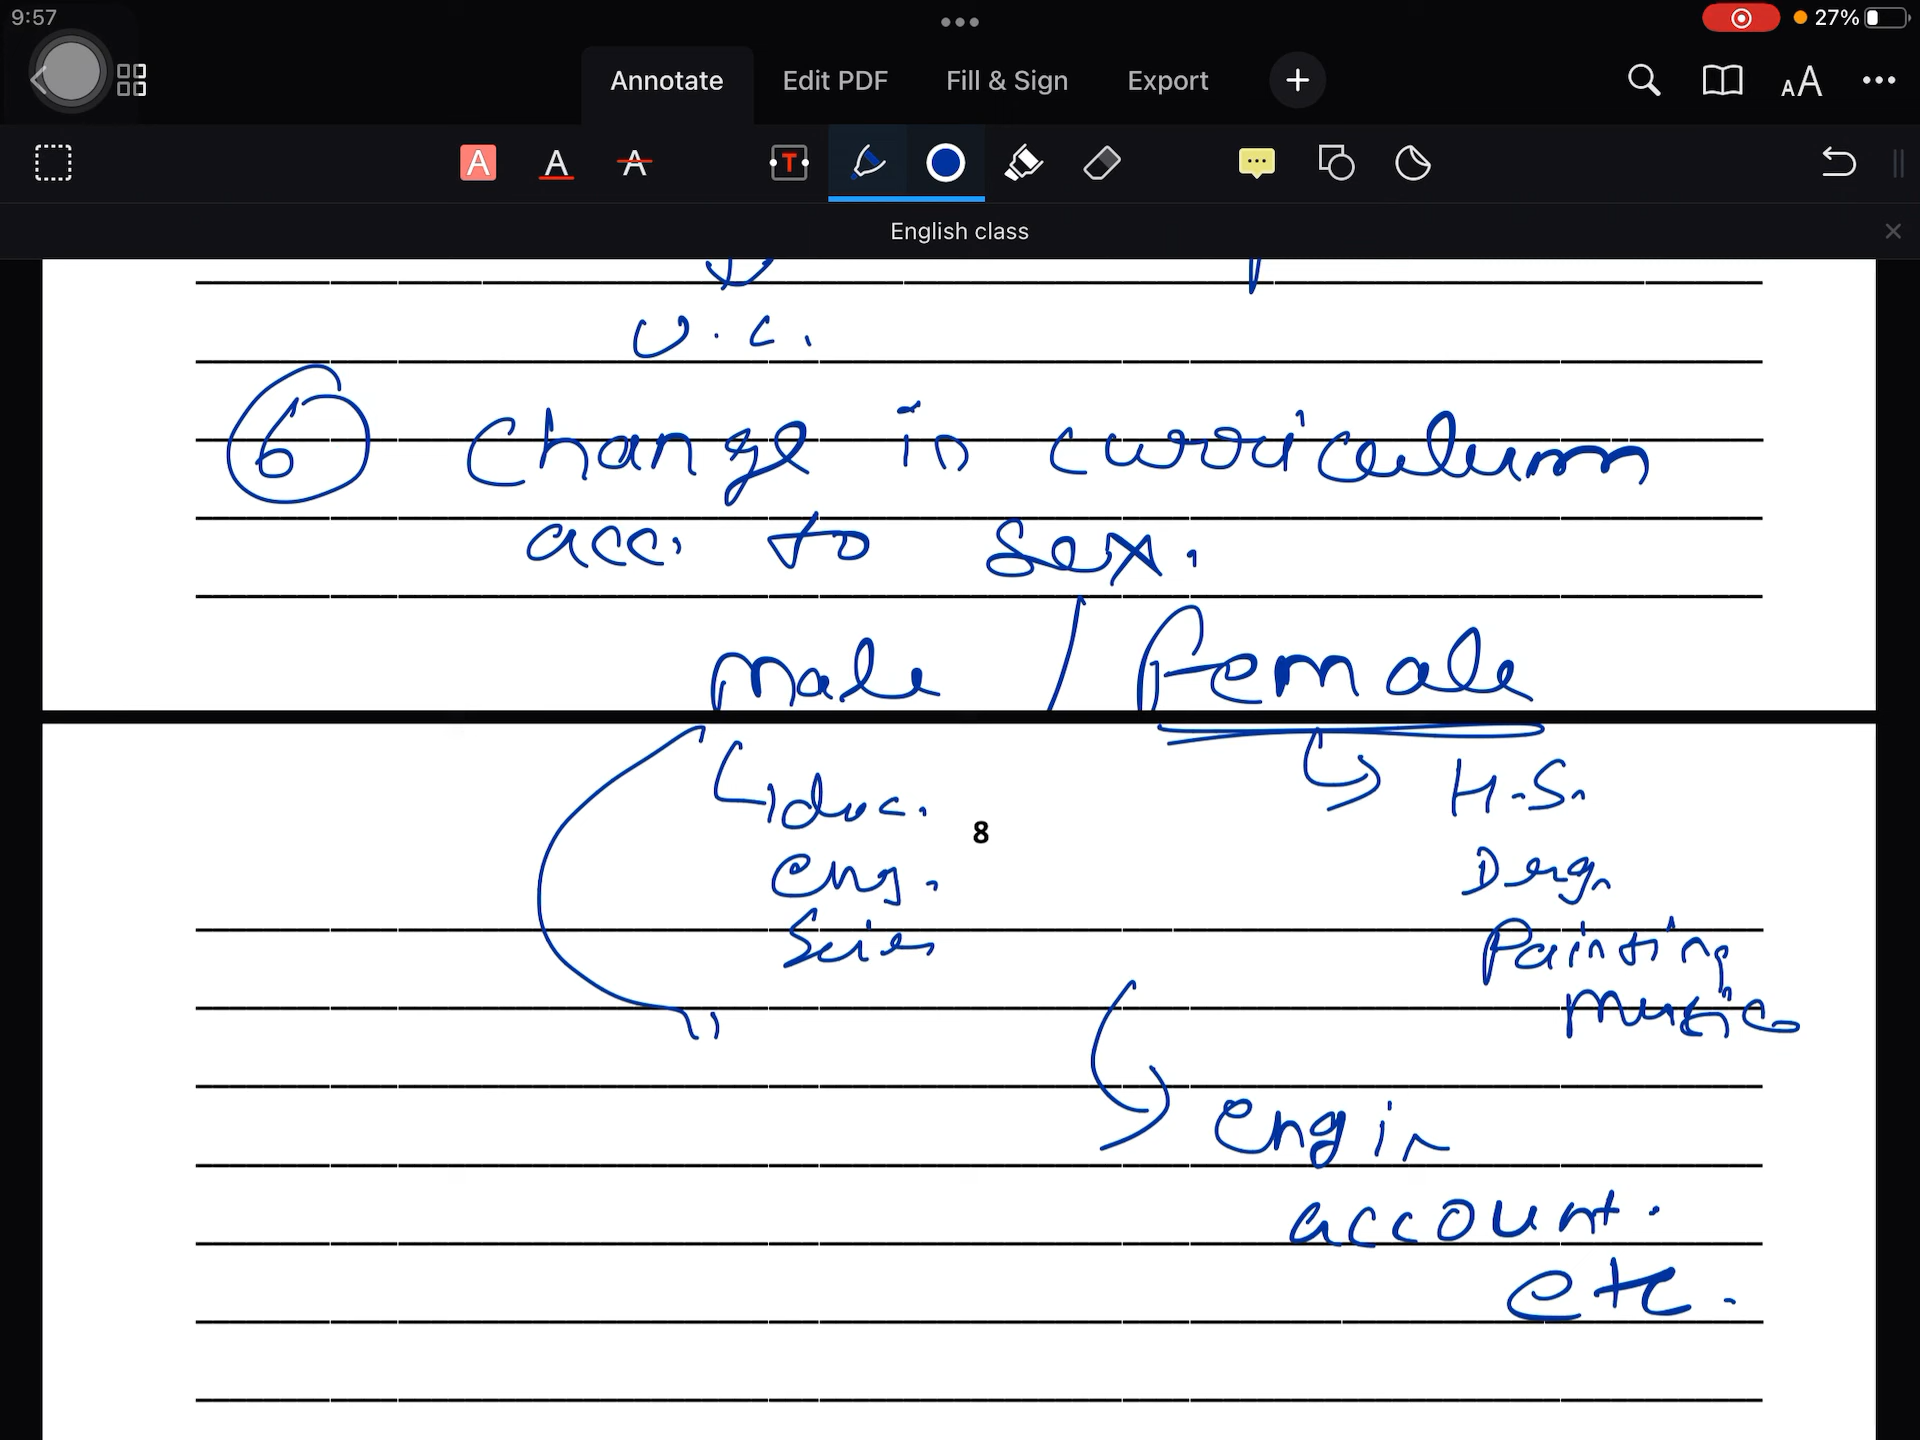 9:57
27%
Annotate
Edit PDF
Fill & Sign
Export
English class
U.C.
6 Change in curriculum
acc. to Sex.
Male / Female
Educ.
H.S.
8
Eng.
Desg.
Scien
Painting
Music
Engin
account.
etc.